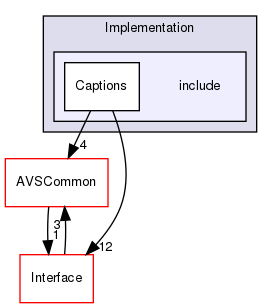 Implementation
Captions
include
4
AVSCommon
3
1
12
Interface